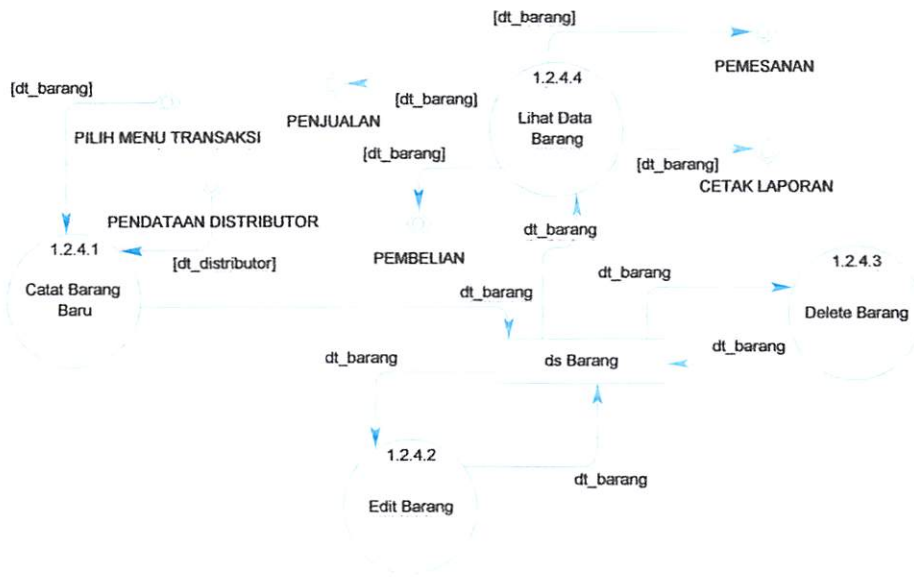 [dt_barang]
PEMESANAN
1.2.4.4
Lihat Data
Barang
[dt_barang]
PILIH MENU TRANSAKSI
PENJUALAN
[dt_barang]
[dt_barang]
[dt_barang]
CETAK LAPORAN
PENDATAAN DISTRIBUTOR
[dt_distributor]
PEMBELIAN
dt_barang
1.2.4.1
Catat Barang
Baru
dt_barang
dt_barang
1.2.4.3
Delete Barang
dt_barang
ds Barang
dt_barang
1.2.4.2
Edit Barang
dt_barang